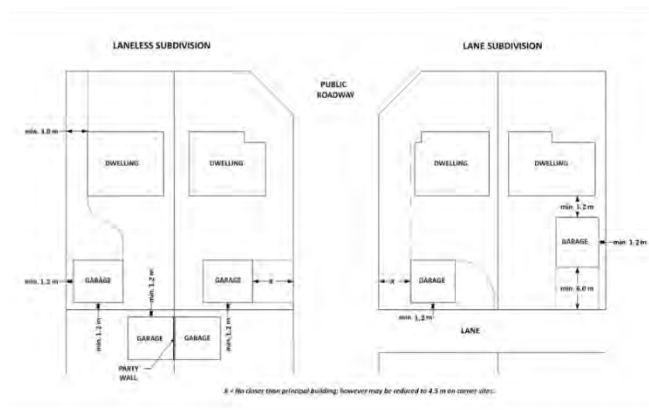 LANELESS SUBDIVISION
LANE SUBDIVISION
PUBLIC
ROADWAY
min. 3.0 m
DWELLING
DWELLING
DWELLING
DWELLING
min. 1.2 m
GARAGE
min. 1.2 m
min. 1.2 m
GARAGE
min. 1.2 m
GARAGE
X
X
GARAGE
min. 6.0 m
min. 1.2 m
min. 1.2 m
min. 1.2 m
GARAGE
GARAGE
LANE
PARTY
WALL
X = No closer than principal building; however may be reduced to 4.5 m on corner sites.